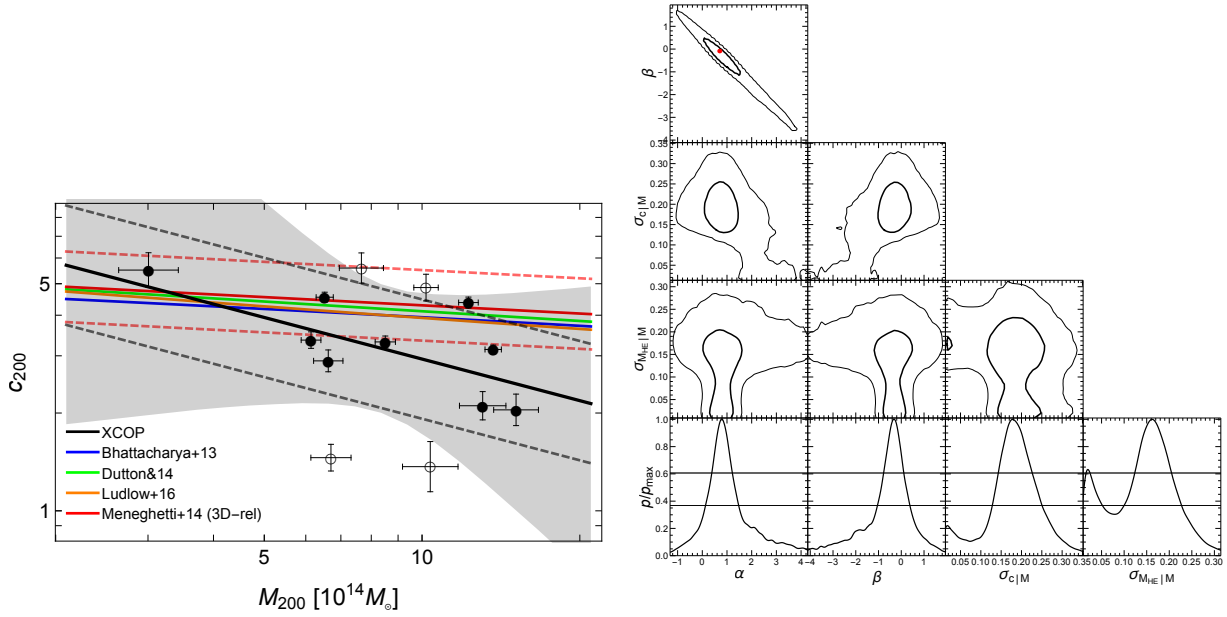 5
1
c200
5
10
M200 [10^14 M☉]
XCOP
Bhattacharya+13
Dutton&14
Ludlow+16
Meneghetti+14 (3D-rel)
1
0
-1
-2
-3
-4
β
0.35
0.30
0.25
0.20
0.15
0.10
0.05
σC|M
0.30
0.25
0.20
0.15
0.10
0.05
σMHE|M
1.0
0.8
0.6
0.4
0.2
0.0
p/pmax
-1 0 1 2 3 4
-4 -3 -2 -1 0 1
0.05 0.10 0.15 0.20 0.25 0.30 0.35
0.05 0.10 0.15 0.20 0.25 0.30
α
β
σC|M
σMHE|M